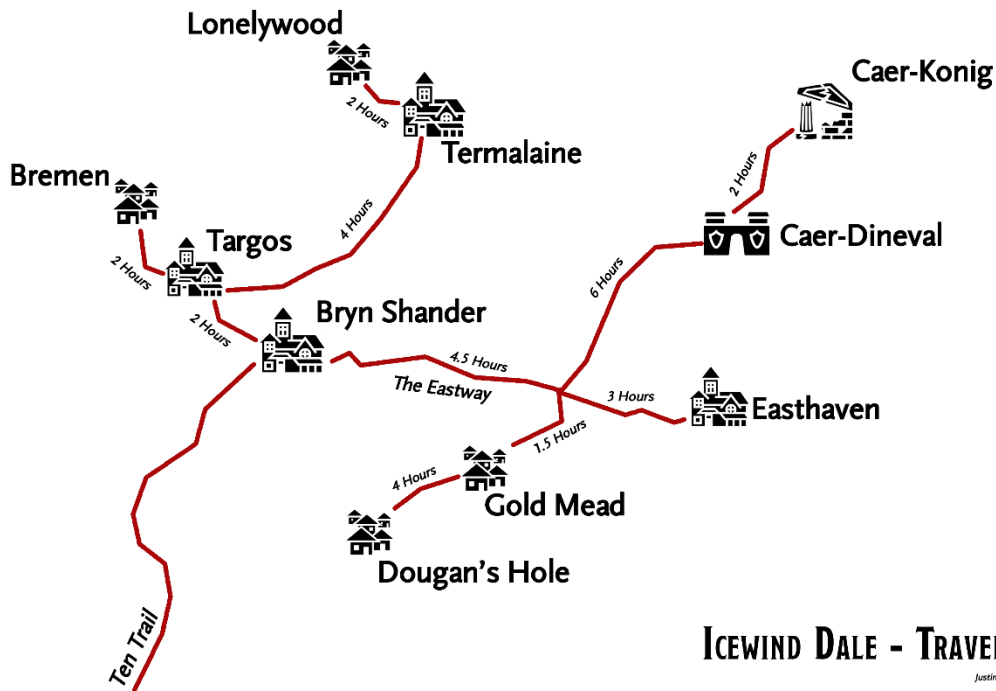 Lonelywood
Caer-Konig
2 Hours
Termalaine
2 Hours
Bremen
Caer-Dineval
4 Hours
Targos
2 Hours
6 Hours
Bryn Shander
2 Hours
4.5 Hours
The Eastway
3 Hours
Easthaven
1.5 Hours
4 Hours
Gold Mead
Dougan's Hole
Ten Trail
Icewind Dale - Trave
Justin